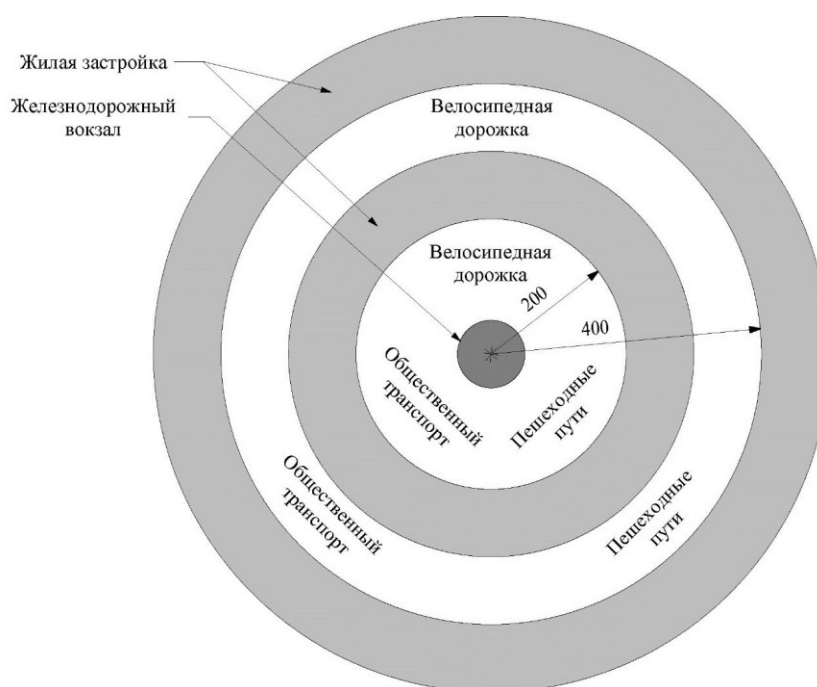 Жилая застройка
Железнодорожный
вокзал
Велосипедная
дорожка
Велосипедная
дорожка
200
400
Общественный
транспорт
Пешеходные
пути
Общественный
транспорт
Пешеходные
пути